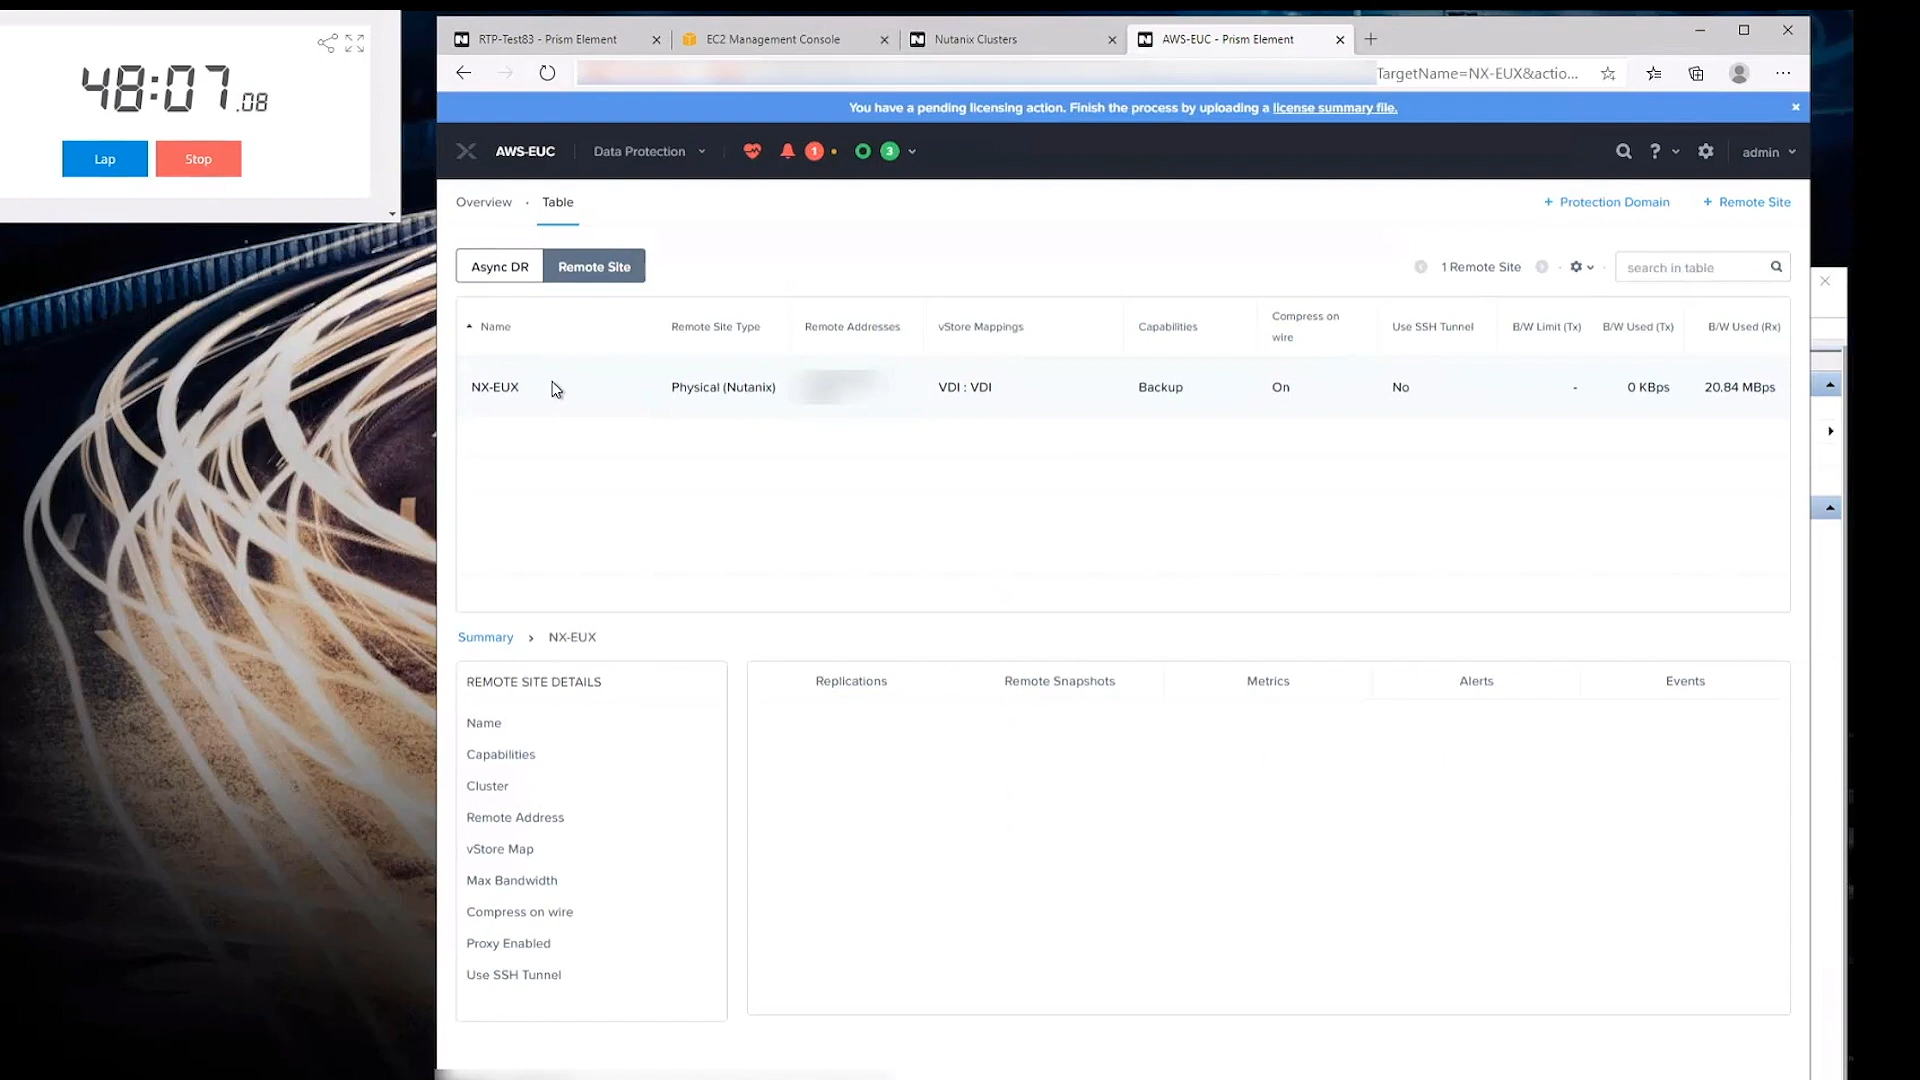 48:07.08
Lap
Stop
RTP-Test83 - Prism Element
EC2 Management Console
Nutanix Clusters
AWS-EUC - Prism Element
TargetName=NX-EUX&actio...
You have a pending licensing action. Finish the process by uploading a license summary file.
AWS-EUC
Data Protection
1
3
?
admin
Overview
Table
+ Protection Domain
+ Remote Site
Async DR
Remote Site
1 Remote Site
search in table
Name
Remote Site Type
Remote Addresses
vStore Mappings
Capabilities
Compress on
wire
Use SSH Tunnel
B/W Limit (Tx)
B/W Used (Tx)
B/W Used (Rx)
NX-EUX
Physical (Nutanix)
VDI : VDI
Backup
On
No
-
0 KBps
20.84 MBps
Summary › NX-EUX
REMOTE SITE DETAILS
Name
Capabilities
Cluster
Remote Address
vStore Map
Max Bandwidth
Compress on wire
Proxy Enabled
Use SSH Tunnel
Replications
Remote Snapshots
Metrics
Alerts
Events